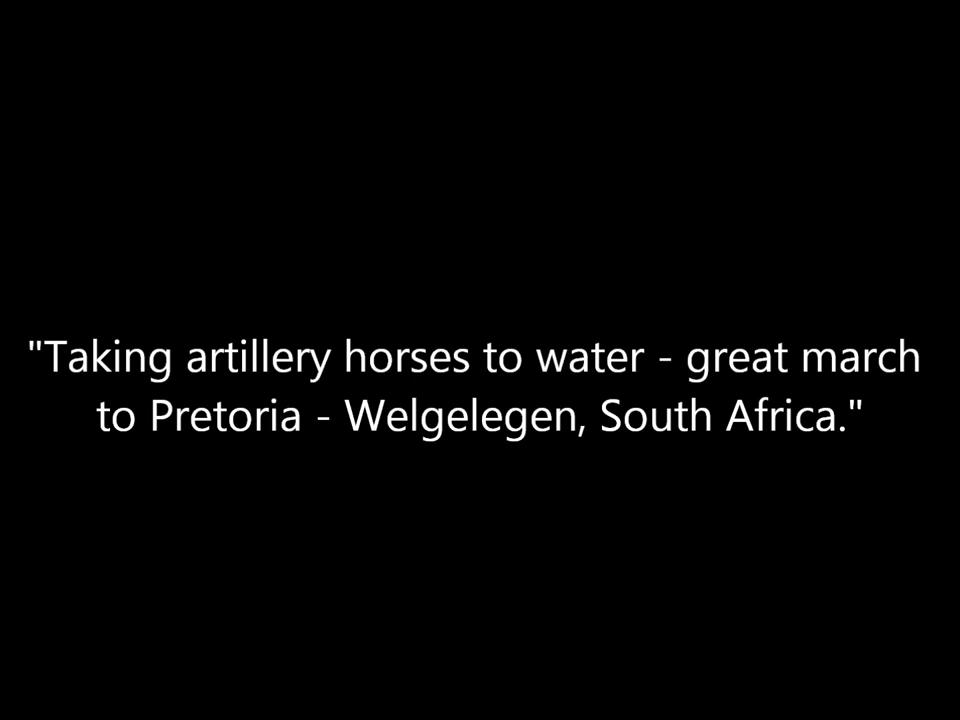 "Taking artillery horses to water - great march
to Pretoria - Welgelegen, South Africa."